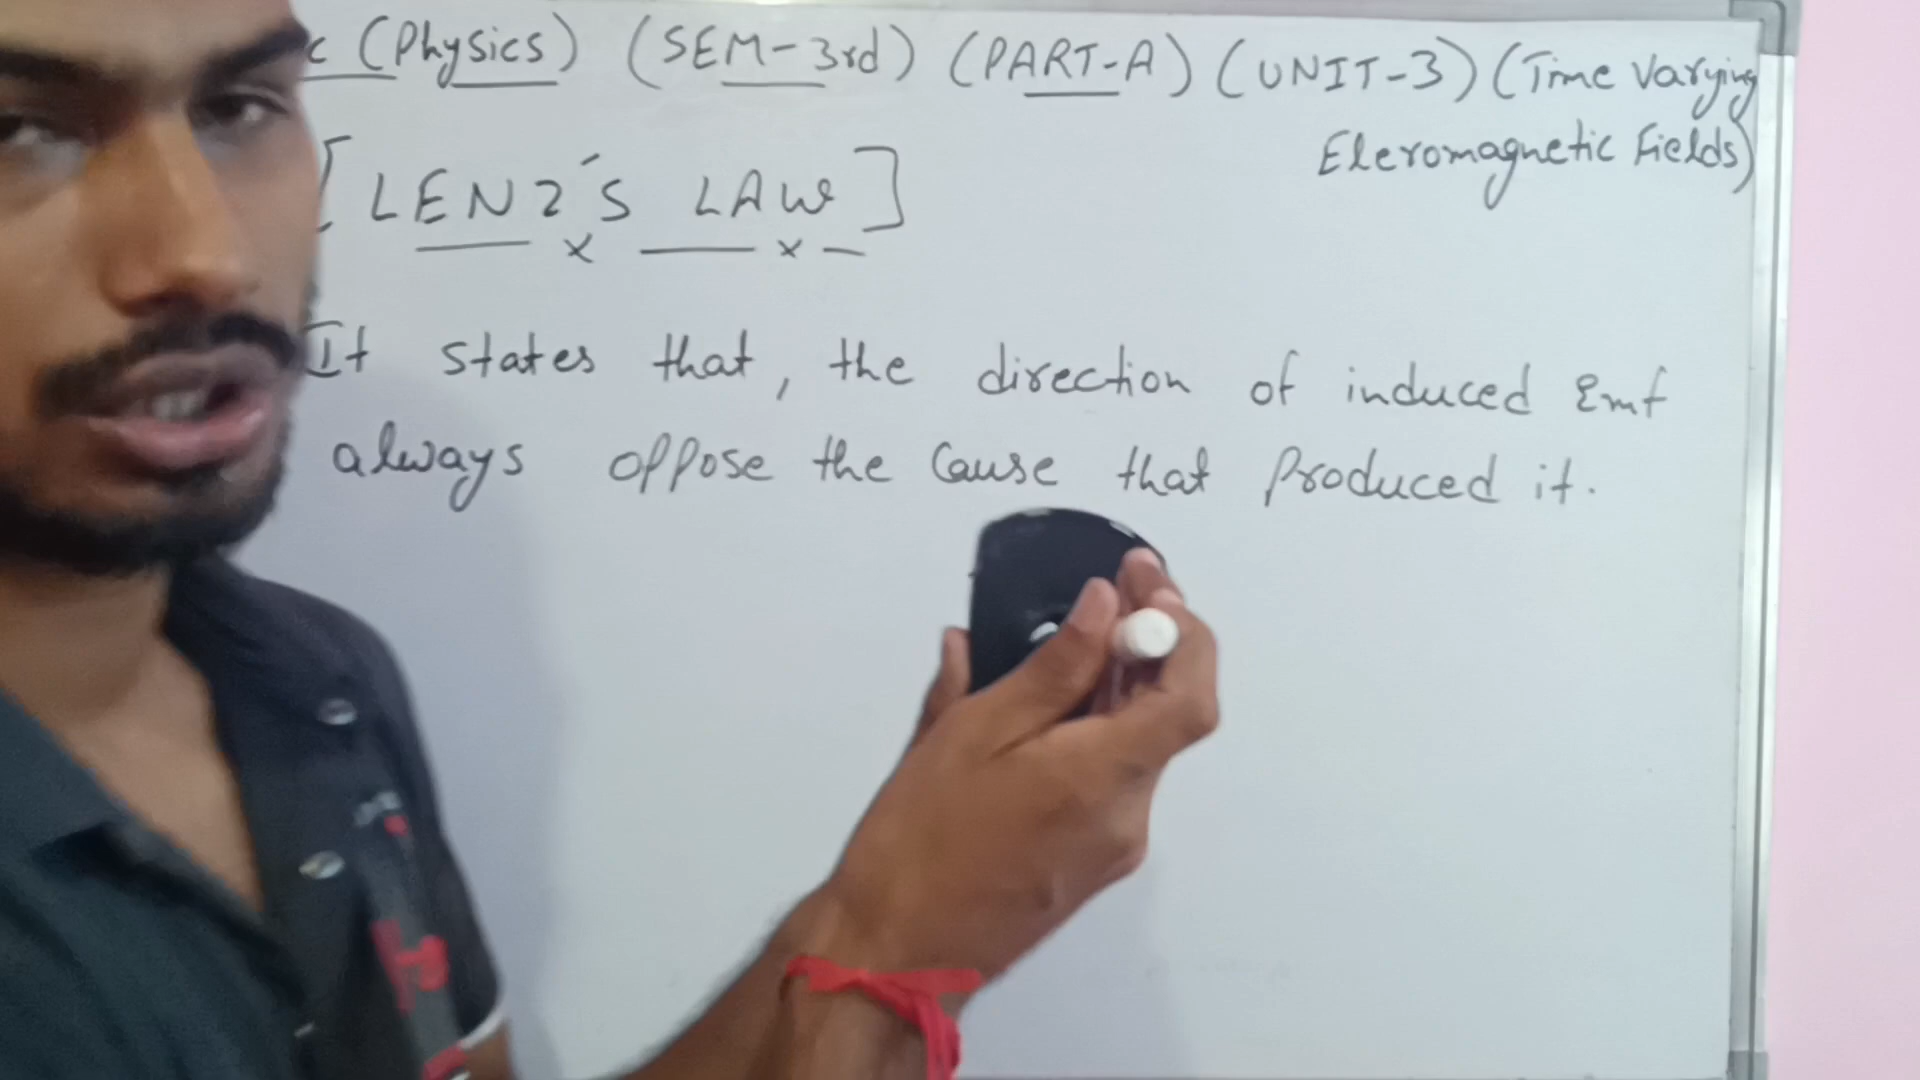 c (Physics) (SEM-3rd) (PART-A) (UNIT-3) (Time Varying
Eleromagnetic Fields)
[LENZ'S LAW]
It states that, the direction of induced Emf
always oppose the Cause that Produced it.